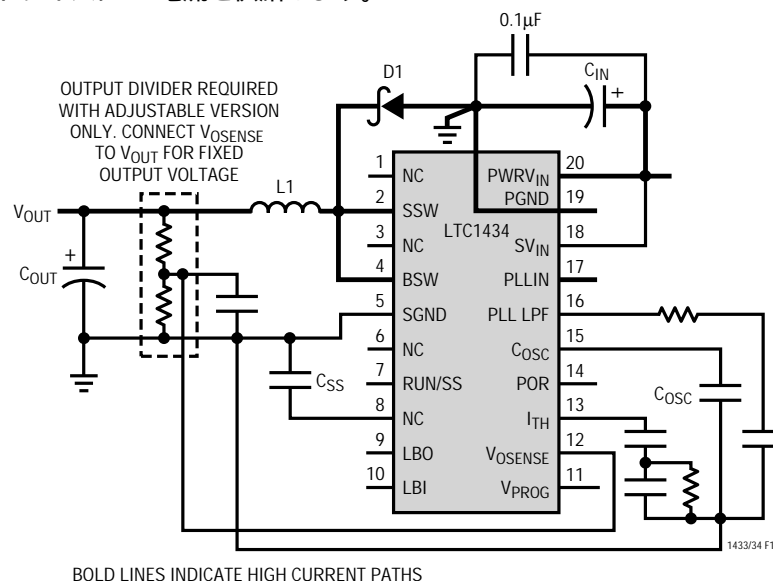 0.1µF
D1
CIN
+
OUTPUT DIVIDER REQUIRED
WITH ADJUSTABLE VERSION
ONLY. CONNECT VOSENSE
TO VOUT FOR FIXED
OUTPUT VOLTAGE
L1
VOUT
+
COUT
CSS
LTC1434
1 NC
2 SSW
3 NC
4 BSW
5 SGND
6 NC
7 RUN/SS
8 NC
9 LBO
10 LBI
PWRVIN 20
PGND 19
SVIN 18
PLLIN 17
PLL LPF 16
COSC 15
POR 14
ITH 13
VOSENSE 12
VPROG 11
COSC
1433/34 F1
BOLD LINES INDICATE HIGH CURRENT PATHS